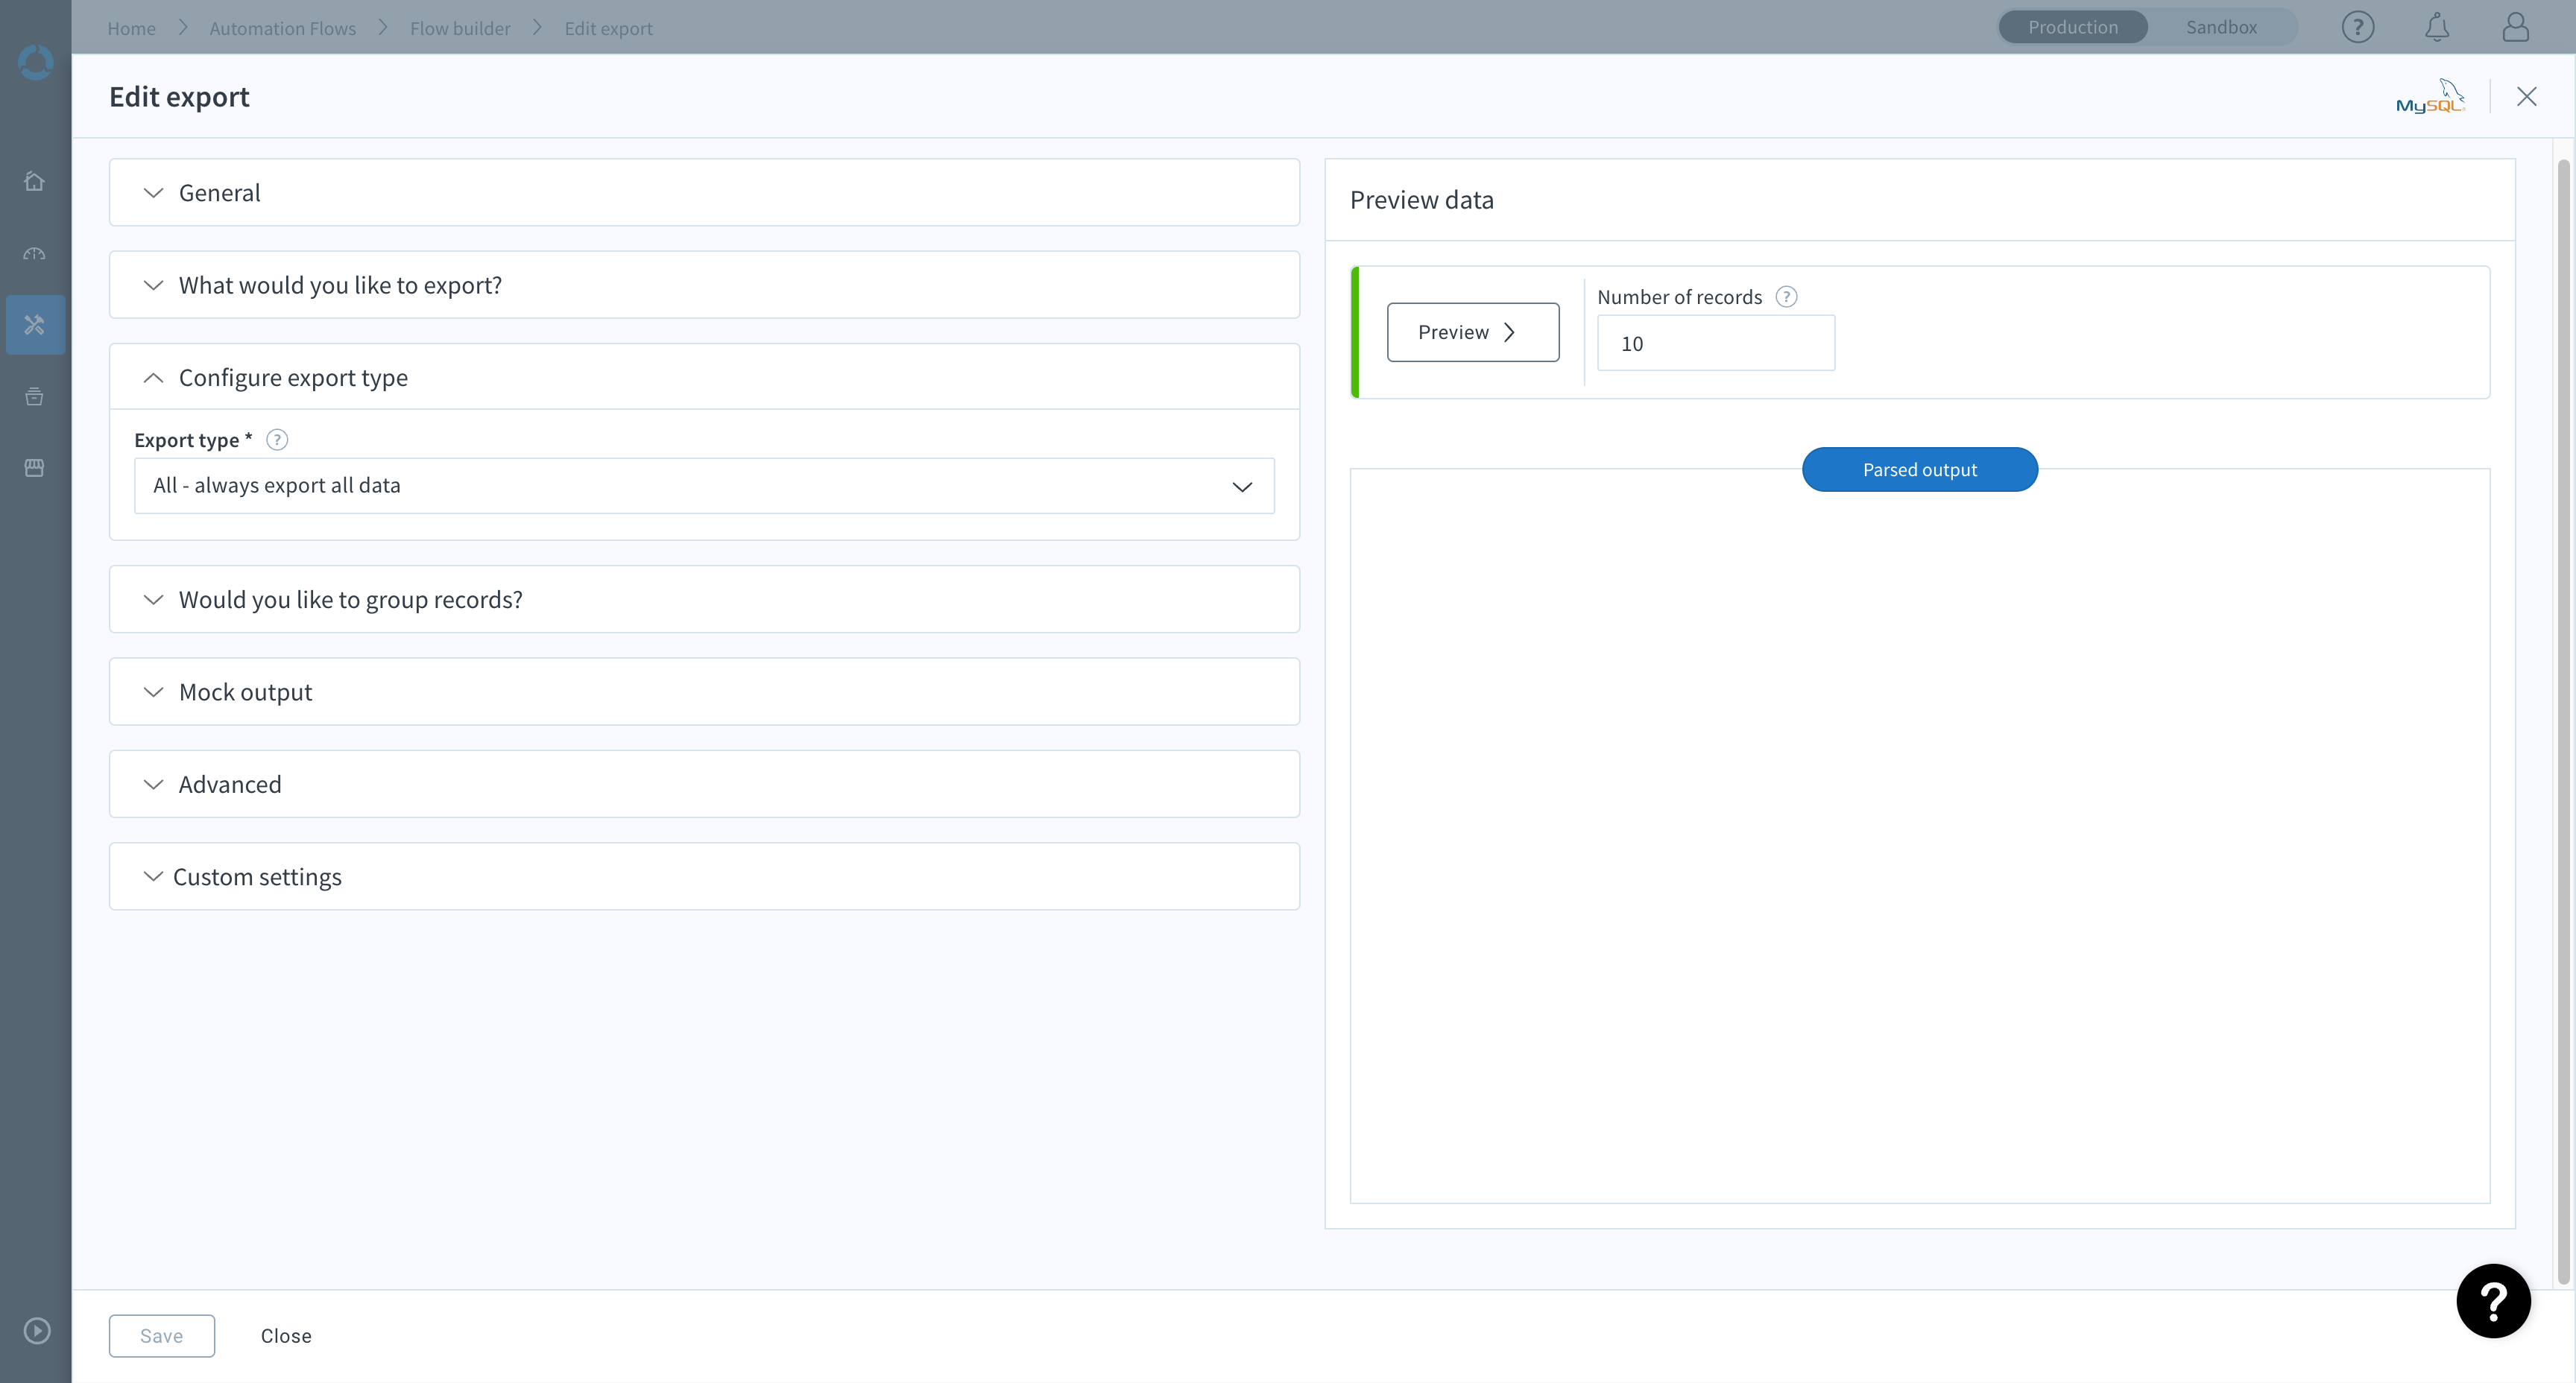 Home Automation Flows Flow builder Edit export
Production Sandbox ?
Edit export
MySQL
General
What would you like to export?
Configure export type
Export type * ?
All - always export all data
Would you like to group records?
Mock output
Advanced
Custom settings
Preview data
Preview
Number of records ?
10
Parsed output
Save Close
?